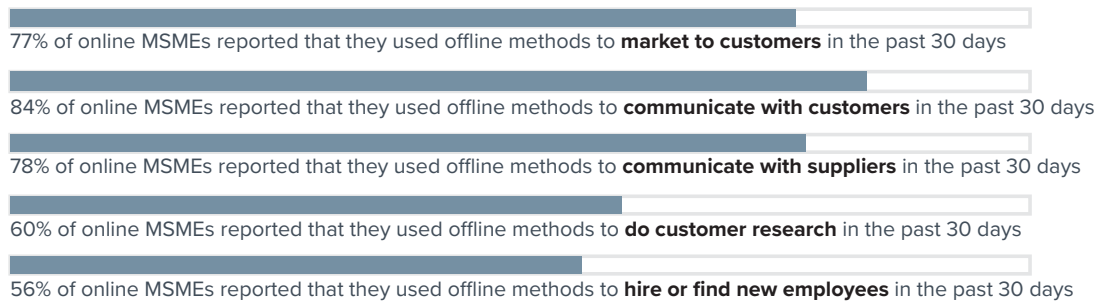 77% of online MSMEs reported that they used offline methods to market to customers in the past 30 days
84% of online MSMEs reported that they used offline methods to communicate with customers in the past 30 days
78% of online MSMEs reported that they used offline methods to communicate with suppliers in the past 30 days
60% of online MSMEs reported that they used offline methods to do customer research in the past 30 days
56% of online MSMEs reported that they used offline methods to hire or find new employees in the past 30 days